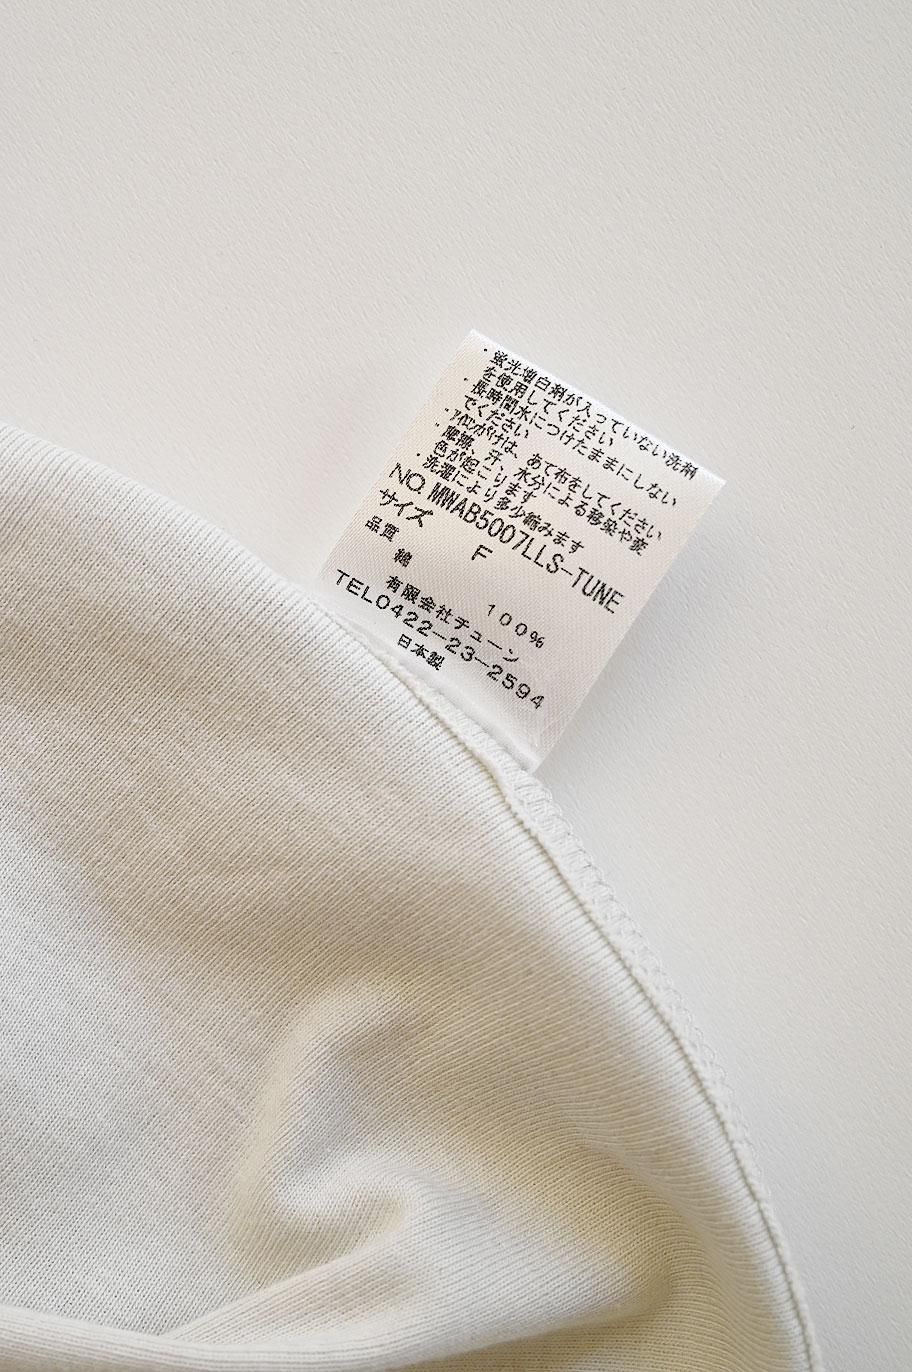 ・蛍光増白剤が入っていない洗剤
を使用してください
・長時間水につけたままにしない
でください
・アイロンがけは、あて布をしてください
・摩擦、汗、水分による移染や変
色が起こります
・洗濯により多少縮みます
NO. MWAB5007LLS-TUNE
サイズ F
品質
綿 100%
有限会社チューン
TEL0422-23-2594
日本製